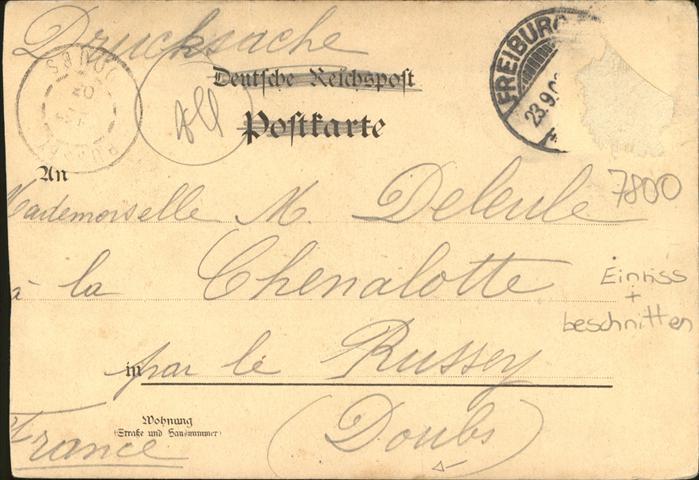 Drucksache
Deutsche Reichspost
Postkarte
FREIBURG
23.9.0
DOUBS
An
Mademoiselle M. Deleule
7800
à la Chenalotte
Einriss
+
beschnitten
in par le Russey
Wohnung
(Straße und Hausnummer)
(Doubs)
France